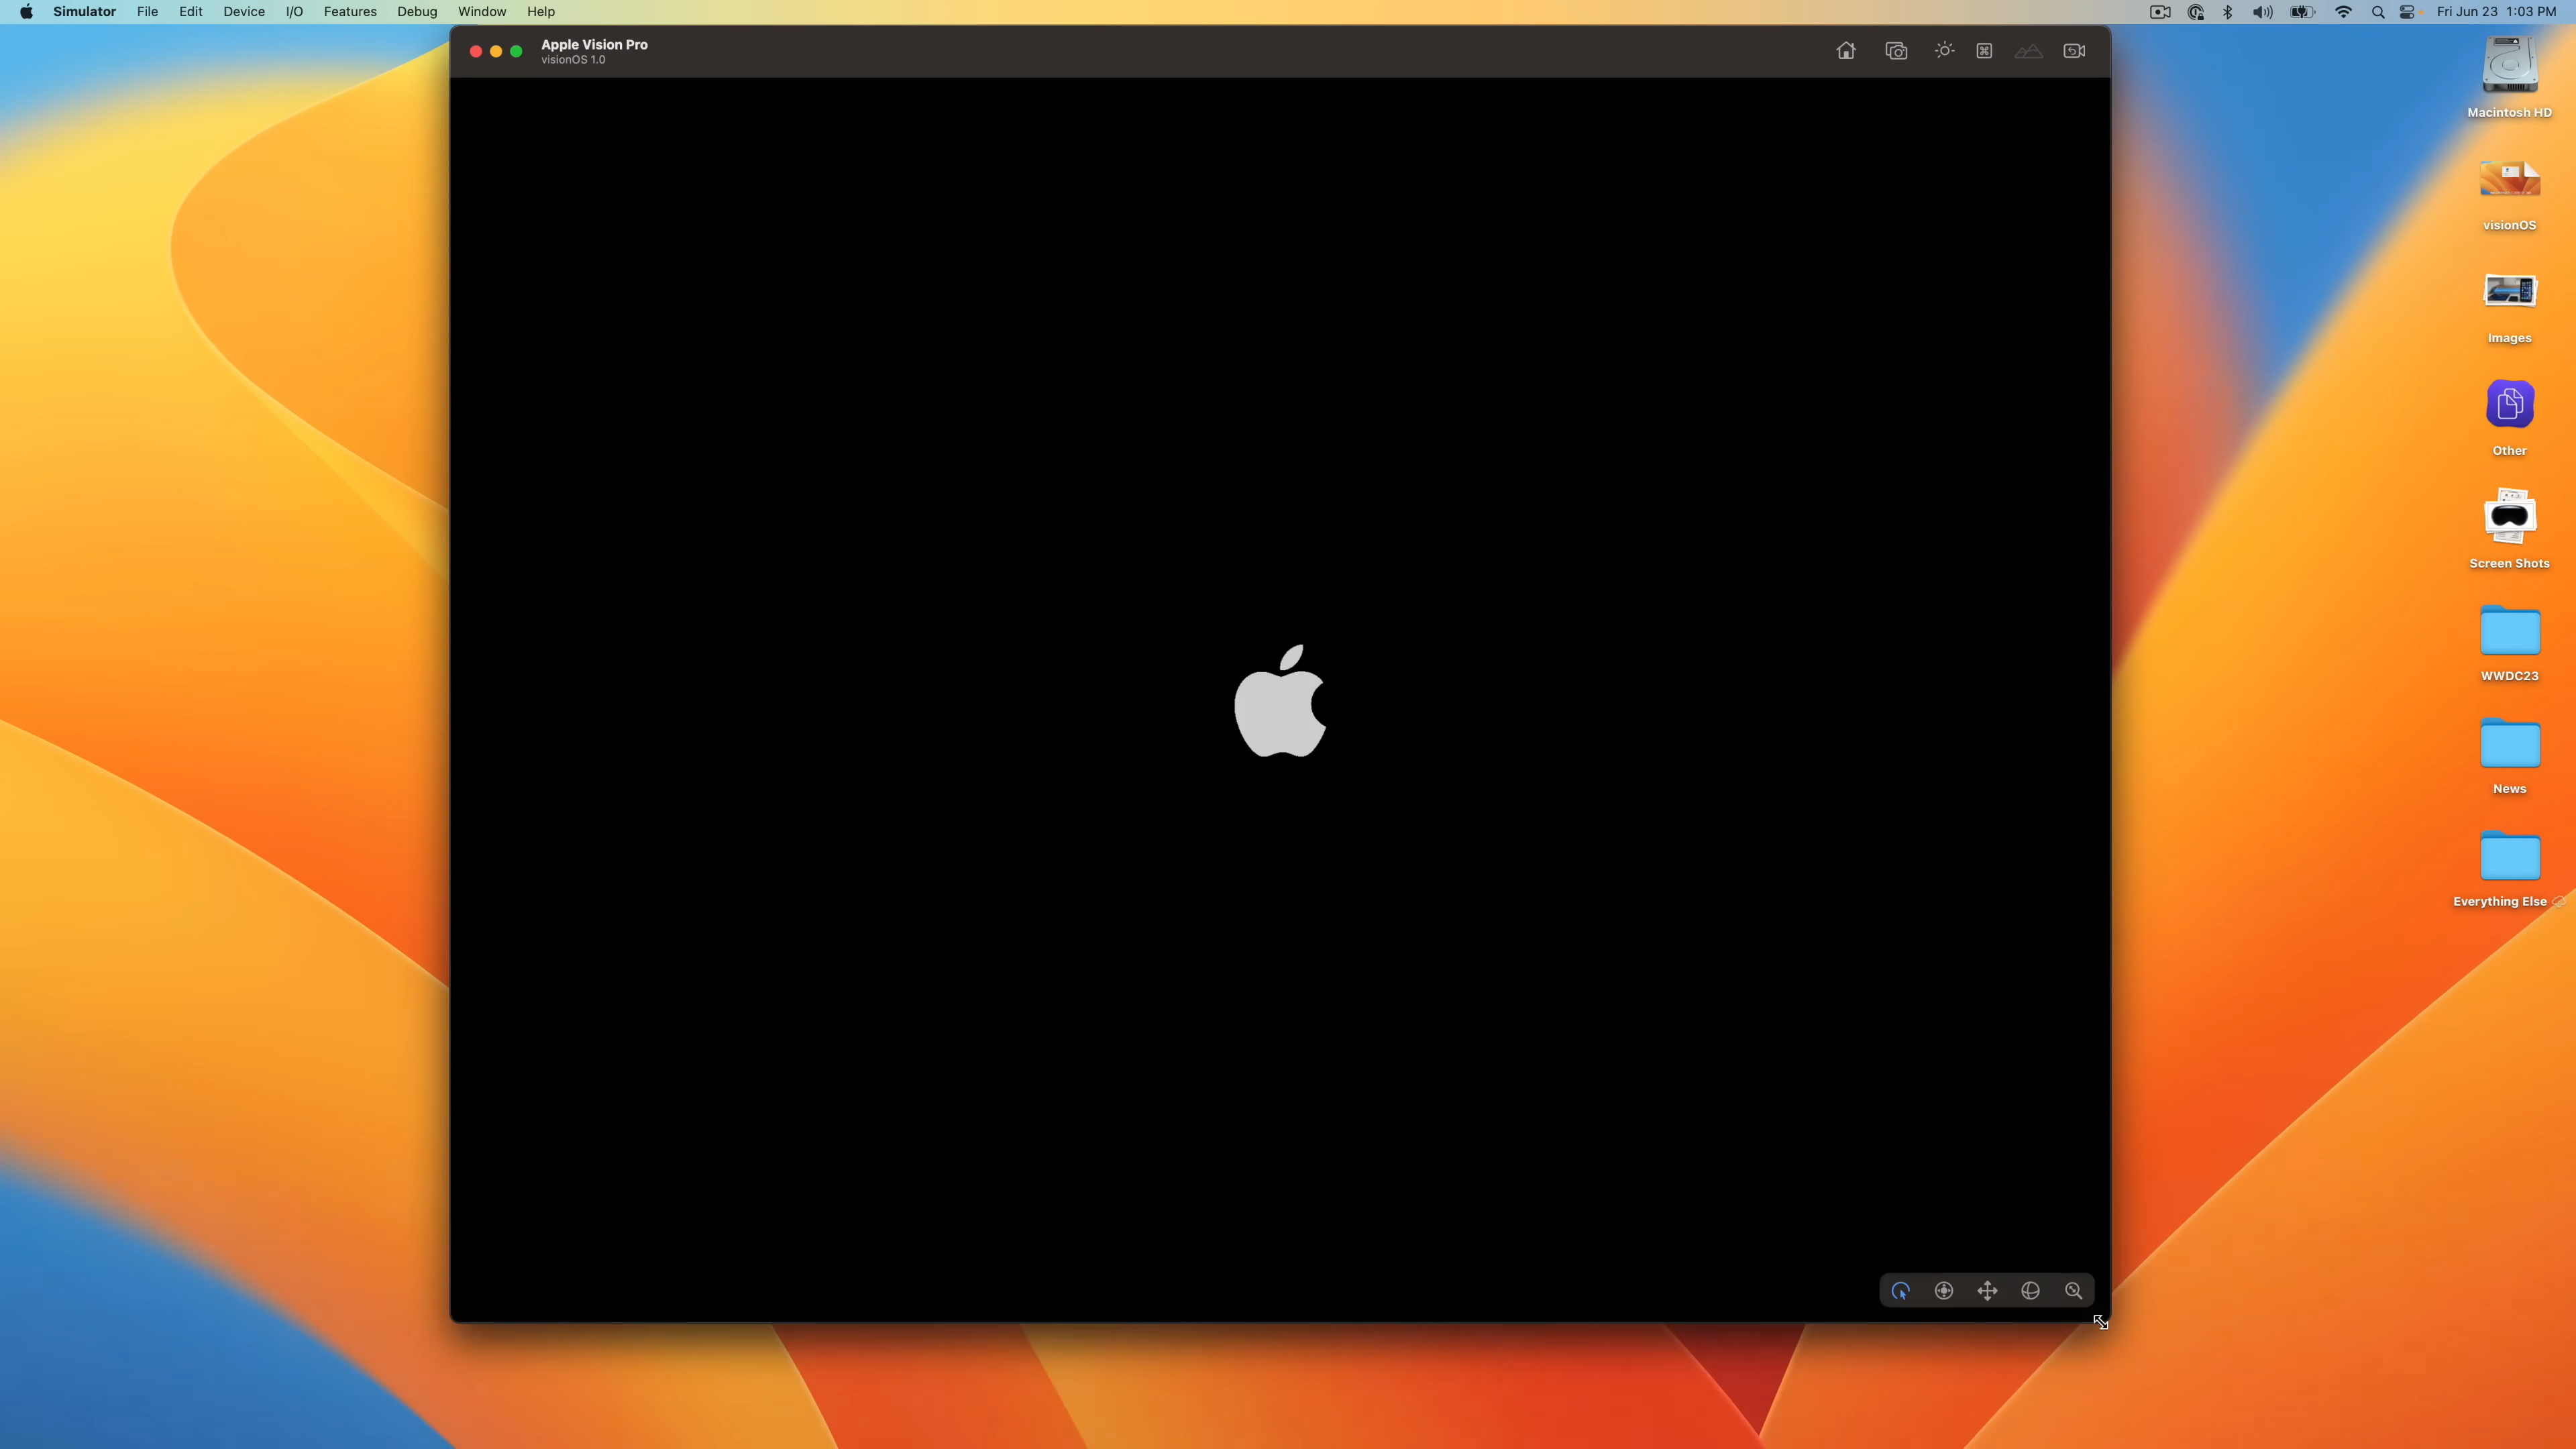 Simulator File Edit Device I/O Features Debug Window Help
Fri Jun 23 1:03 PM
Apple Vision Pro
visionOS 1.0
Macintosh HD
visionOS
Images
Other
Screen Shots
WWDC23
News
Everything Else